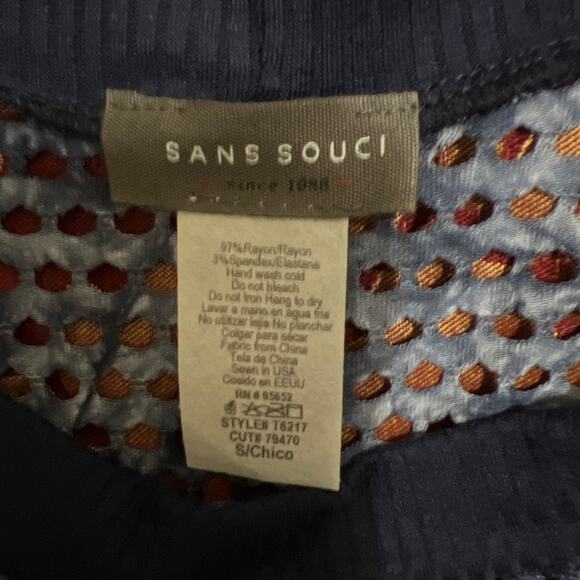 SANS SOUCI
since 1988
97%Rayon/Rayon
3%Spandex/Elastane
Hand wash cold
Do not bleach
Do not Iron Hang to dry
Lavar a mano en agua fria
No utilizar lejia No planchar
Colgar para sécar
Fabric from China
Tela de China
Sewn in USA
Cosido en EEUU
RN # 95652
STYLE# T6217
CUT# 79470
S/Chico